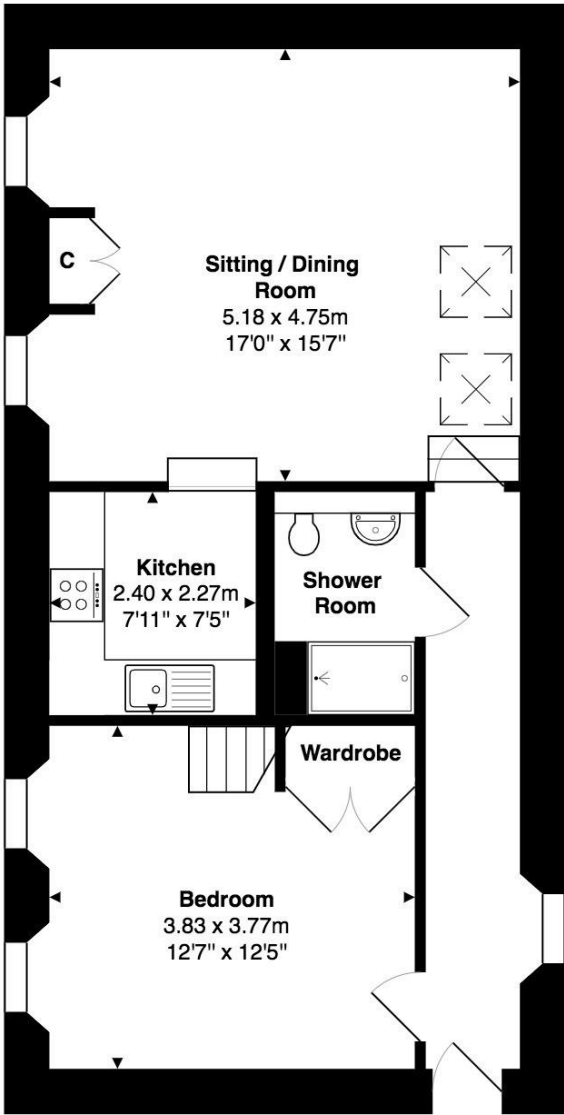 C
Sitting / Dining
Room
5.18 x 4.75m
17'0" x 15'7"
Kitchen
2.40 x 2.27m
7'11" x 7'5"
Shower
Room
Wardrobe
Bedroom
3.83 x 3.77m
12'7" x 12'5"